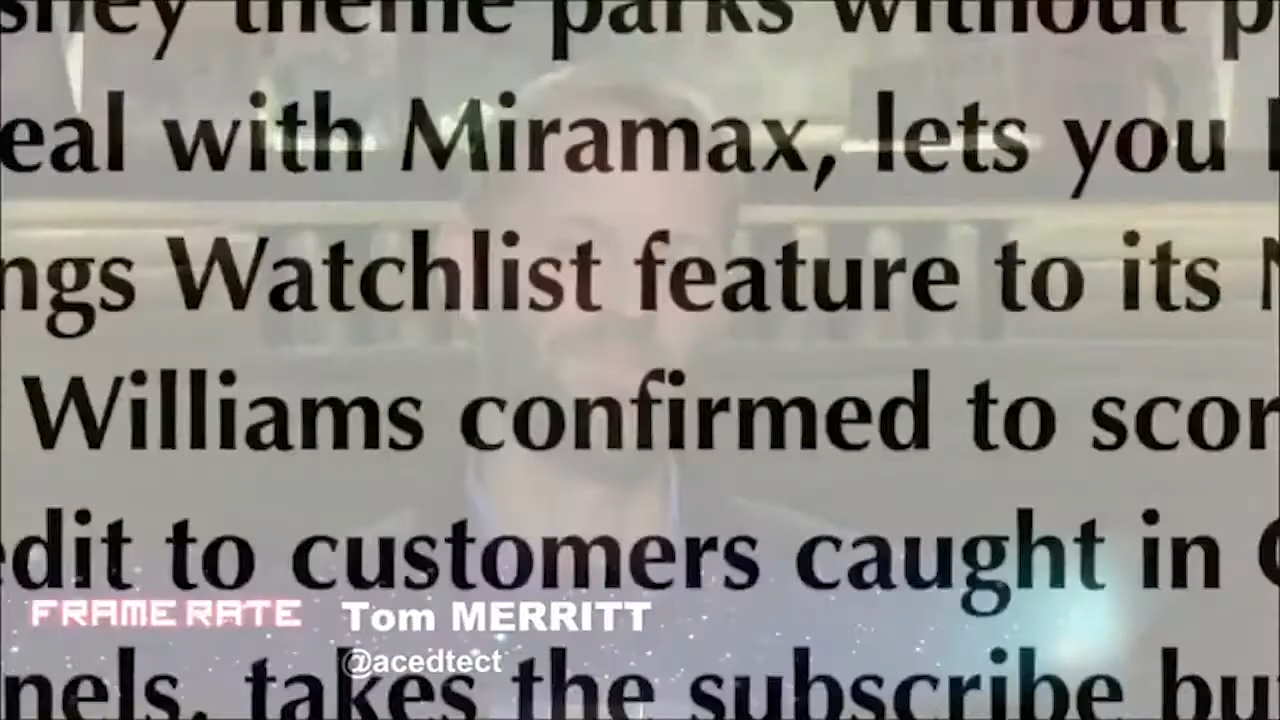 sney theme parks without p
eal with Miramax, lets you
ngs Watchlist feature to its
Williams confirmed to scor
edit to customers caught in
FRAME RATE
Tom MERRITT
@acedtect
nels, takes the subscribe bu